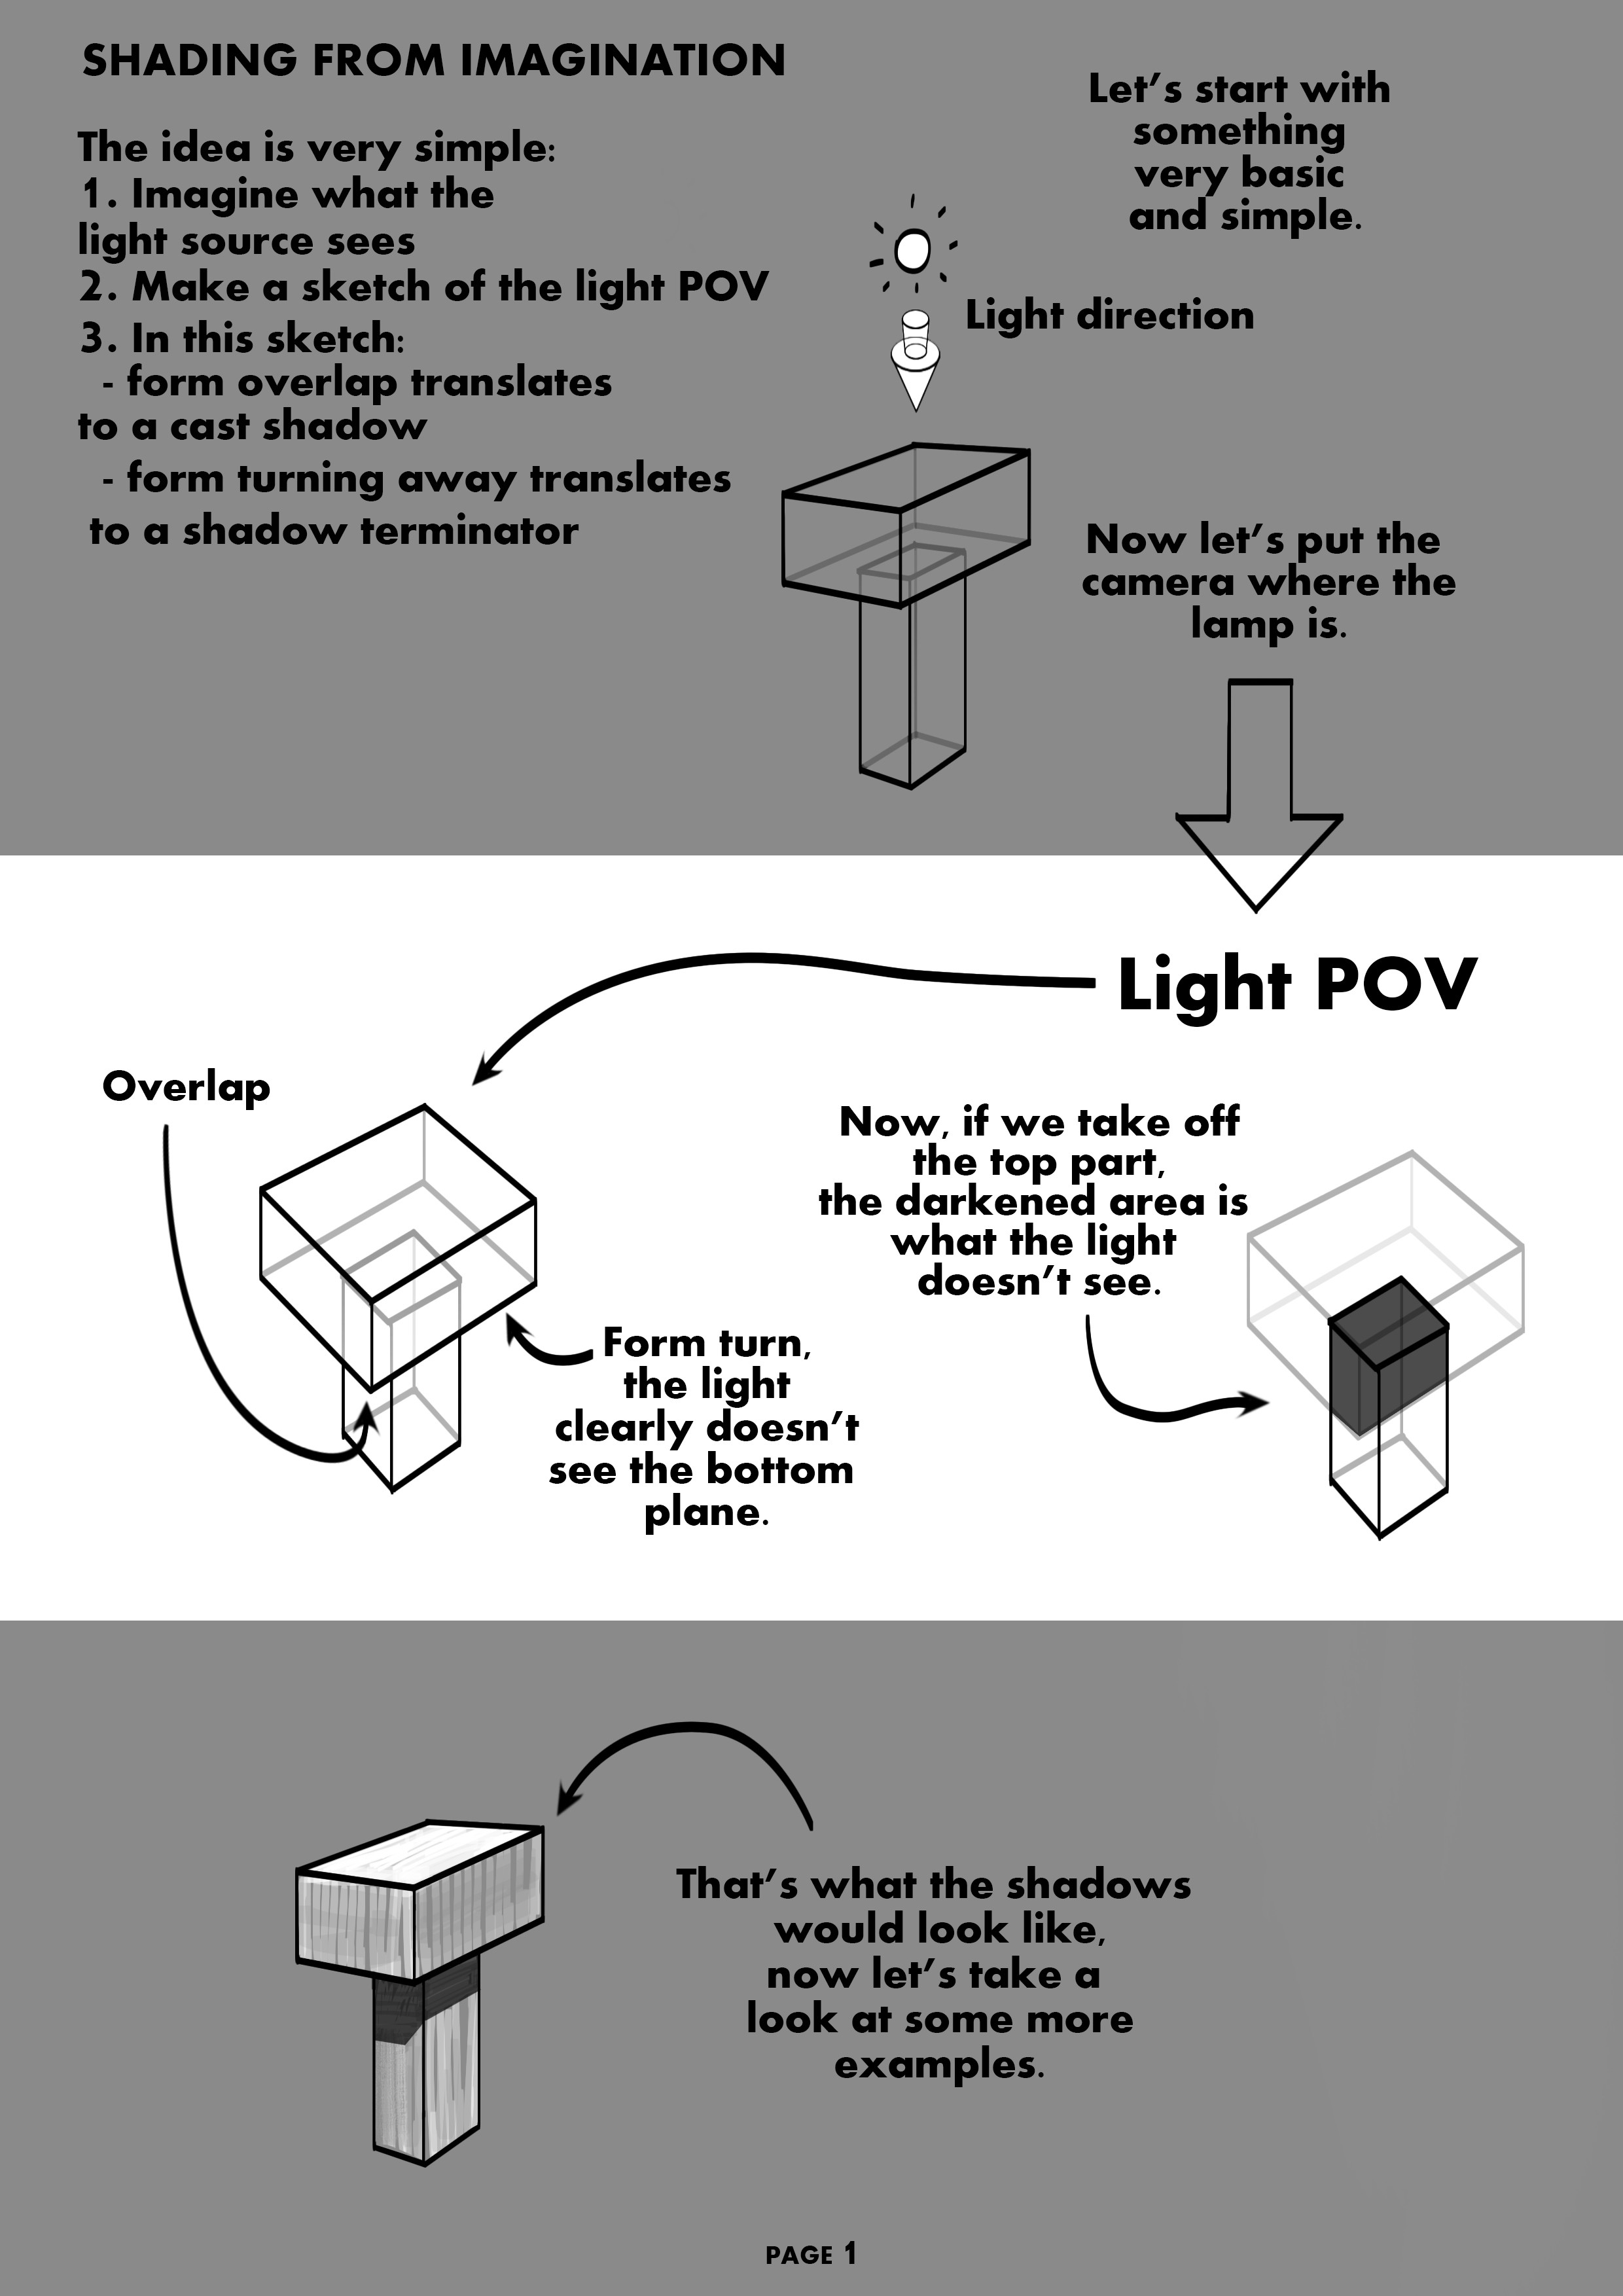 SHADING FROM IMAGINATION
The idea is very simple:
1. Imagine what the
light source sees
2. Make a sketch of the light POV
3. In this sketch:
- form overlap translates
to a cast shadow
- form turning away translates
to a shadow terminator
Let's start with
something
very basic
and simple.
Light direction
Now let's put the
camera where the
lamp is.
Light POV
Overlap
Now, if we take off
the top part,
the darkened area is
what the light
doesn't see.
Form turn,
the light
clearly doesn't
see the bottom
plane.
That's what the shadows
would look like,
now let's take a
look at some more
examples.
PAGE 1